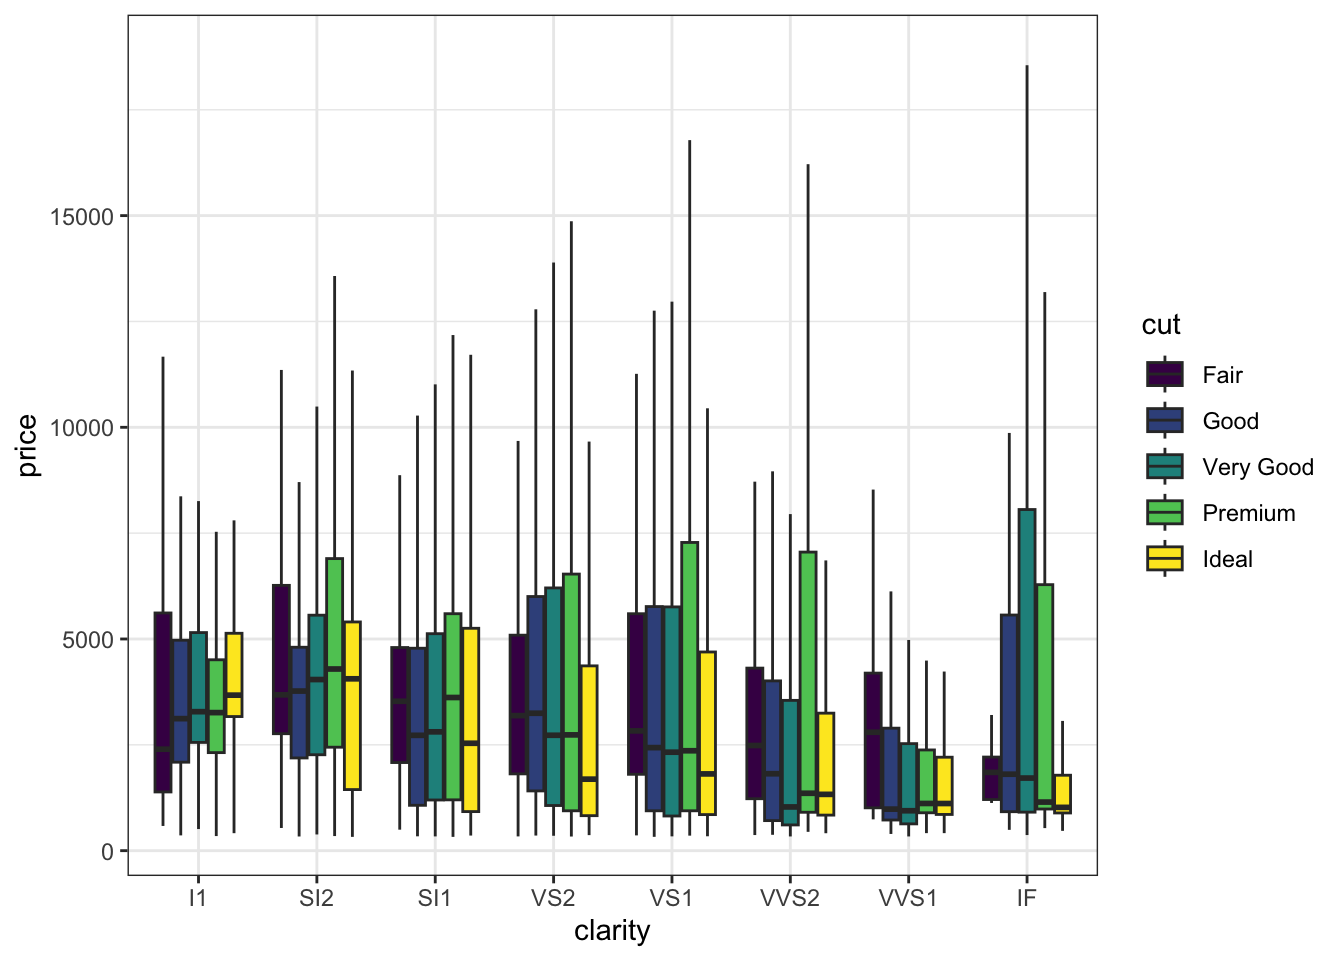 15000
10000
5000
0
price
I1 SI2 SI1 VS2 VS1 VVS2 VVS1 IF
clarity
cut
Fair
Good
Very Good
Premium
Ideal